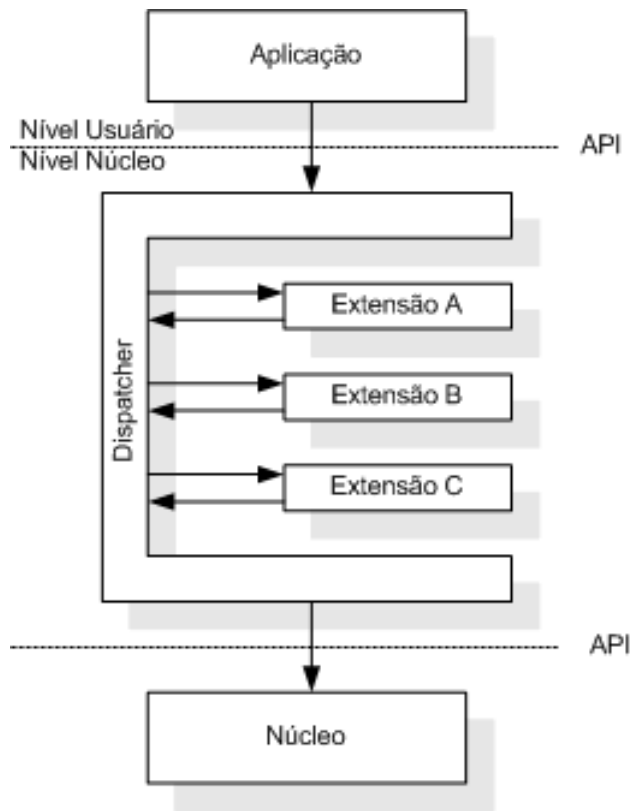 Aplicação
Nível Usuário
API
Nível Núcleo
Dispatcher
Extensão A
Extensão B
Extensão C
API
Núcleo